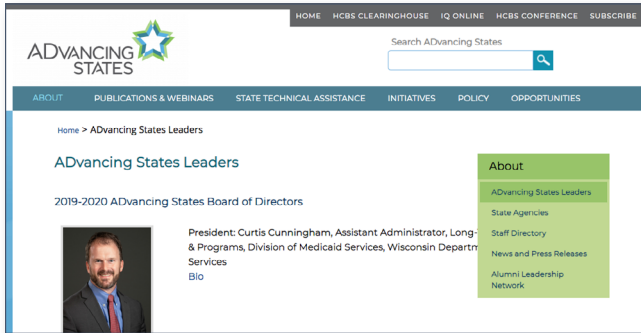 HOME HCBS CLEARINGHOUSE IQ ONLINE HCBS CONFERENCE SUBSCRIBE
ADVANCING
STATES
Search ADvancing States
ABOUT PUBLICATIONS & WEBINARS STATE TECHNICAL ASSISTANCE INITIATIVES POLICY OPPORTUNITIES
Home > ADvancing States Leaders
ADvancing States Leaders
2019-2020 ADvancing States Board of Directors
President: Curtis Cunningham, Assistant Administrator, Long-
& Programs, Division of Medicaid Services, Wisconsin Departm
Services
Bio
About
ADvancing States Leaders
State Agencies
Staff Directory
News and Press Releases
Alumni Leadership
Network